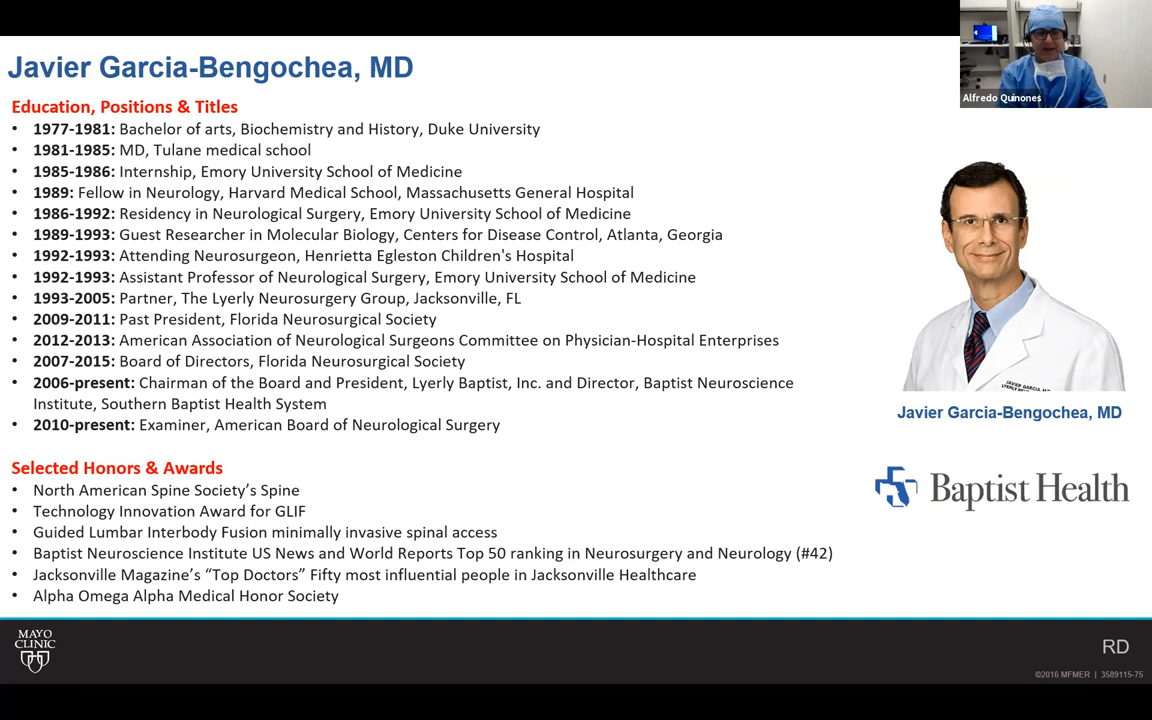 Javier Garcia-Bengochea, MD
Alfredo Quinones
Education, Positions & Titles
• 1977-1981: Bachelor of arts, Biochemistry and History, Duke University
• 1981-1985: MD, Tulane medical school
• 1985-1986: Internship, Emory University School of Medicine
• 1989: Fellow in Neurology, Harvard Medical School, Massachusetts General Hospital
• 1986-1992: Residency in Neurological Surgery, Emory University School of Medicine
• 1989-1993: Guest Researcher in Molecular Biology, Centers for Disease Control, Atlanta, Georgia
• 1992-1993: Attending Neurosurgeon, Henrietta Egleston Children's Hospital
• 1992-1993: Assistant Professor of Neurological Surgery, Emory University School of Medicine
• 1993-2005: Partner, The Lyerly Neurosurgery Group, Jacksonville, FL
• 2009-2011: Past President, Florida Neurosurgical Society
• 2012-2013: American Association of Neurological Surgeons Committee on Physician-Hospital Enterprises
• 2007-2015: Board of Directors, Florida Neurosurgical Society
• 2006-present: Chairman of the Board and President, Lyerly Baptist, Inc. and Director, Baptist Neuroscience
Institute, Southern Baptist Health System
• 2010-present: Examiner, American Board of Neurological Surgery
Selected Honors & Awards
• North American Spine Society’s Spine
• Technology Innovation Award for GLIF
• Guided Lumbar Interbody Fusion minimally invasive spinal access
• Baptist Neuroscience Institute US News and World Reports Top 50 ranking in Neurosurgery and Neurology (#42)
• Jacksonville Magazine’s “Top Doctors” Fifty most influential people in Jacksonville Healthcare
• Alpha Omega Alpha Medical Honor Society
JAVIER GARCIA, M.D.
Javier Garcia-Bengochea, MD
Baptist Health
MAYO
CLINIC
RD
©2016 MFMER | 3589115-75